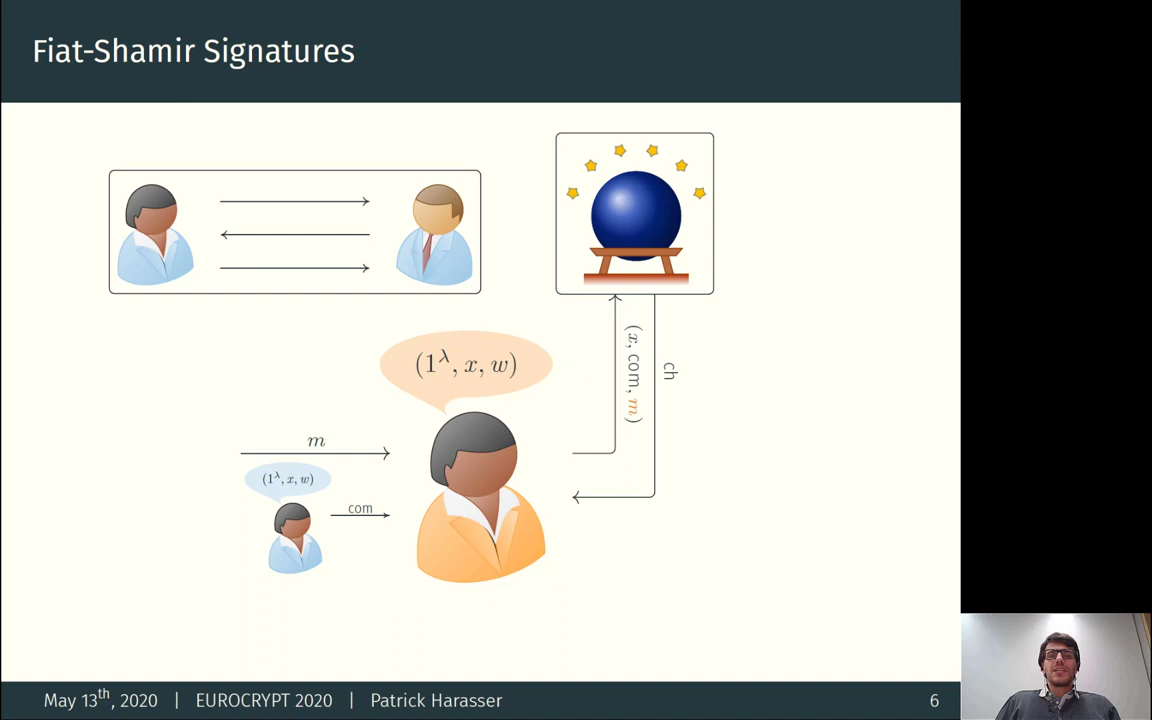 Fiat-Shamir Signatures
(1^λ, x, w)
(x, com, m)
ch
m
(1^λ, x, w)
com
May 13th, 2020 | EUROCRYPT 2020 | Patrick Harasser
6